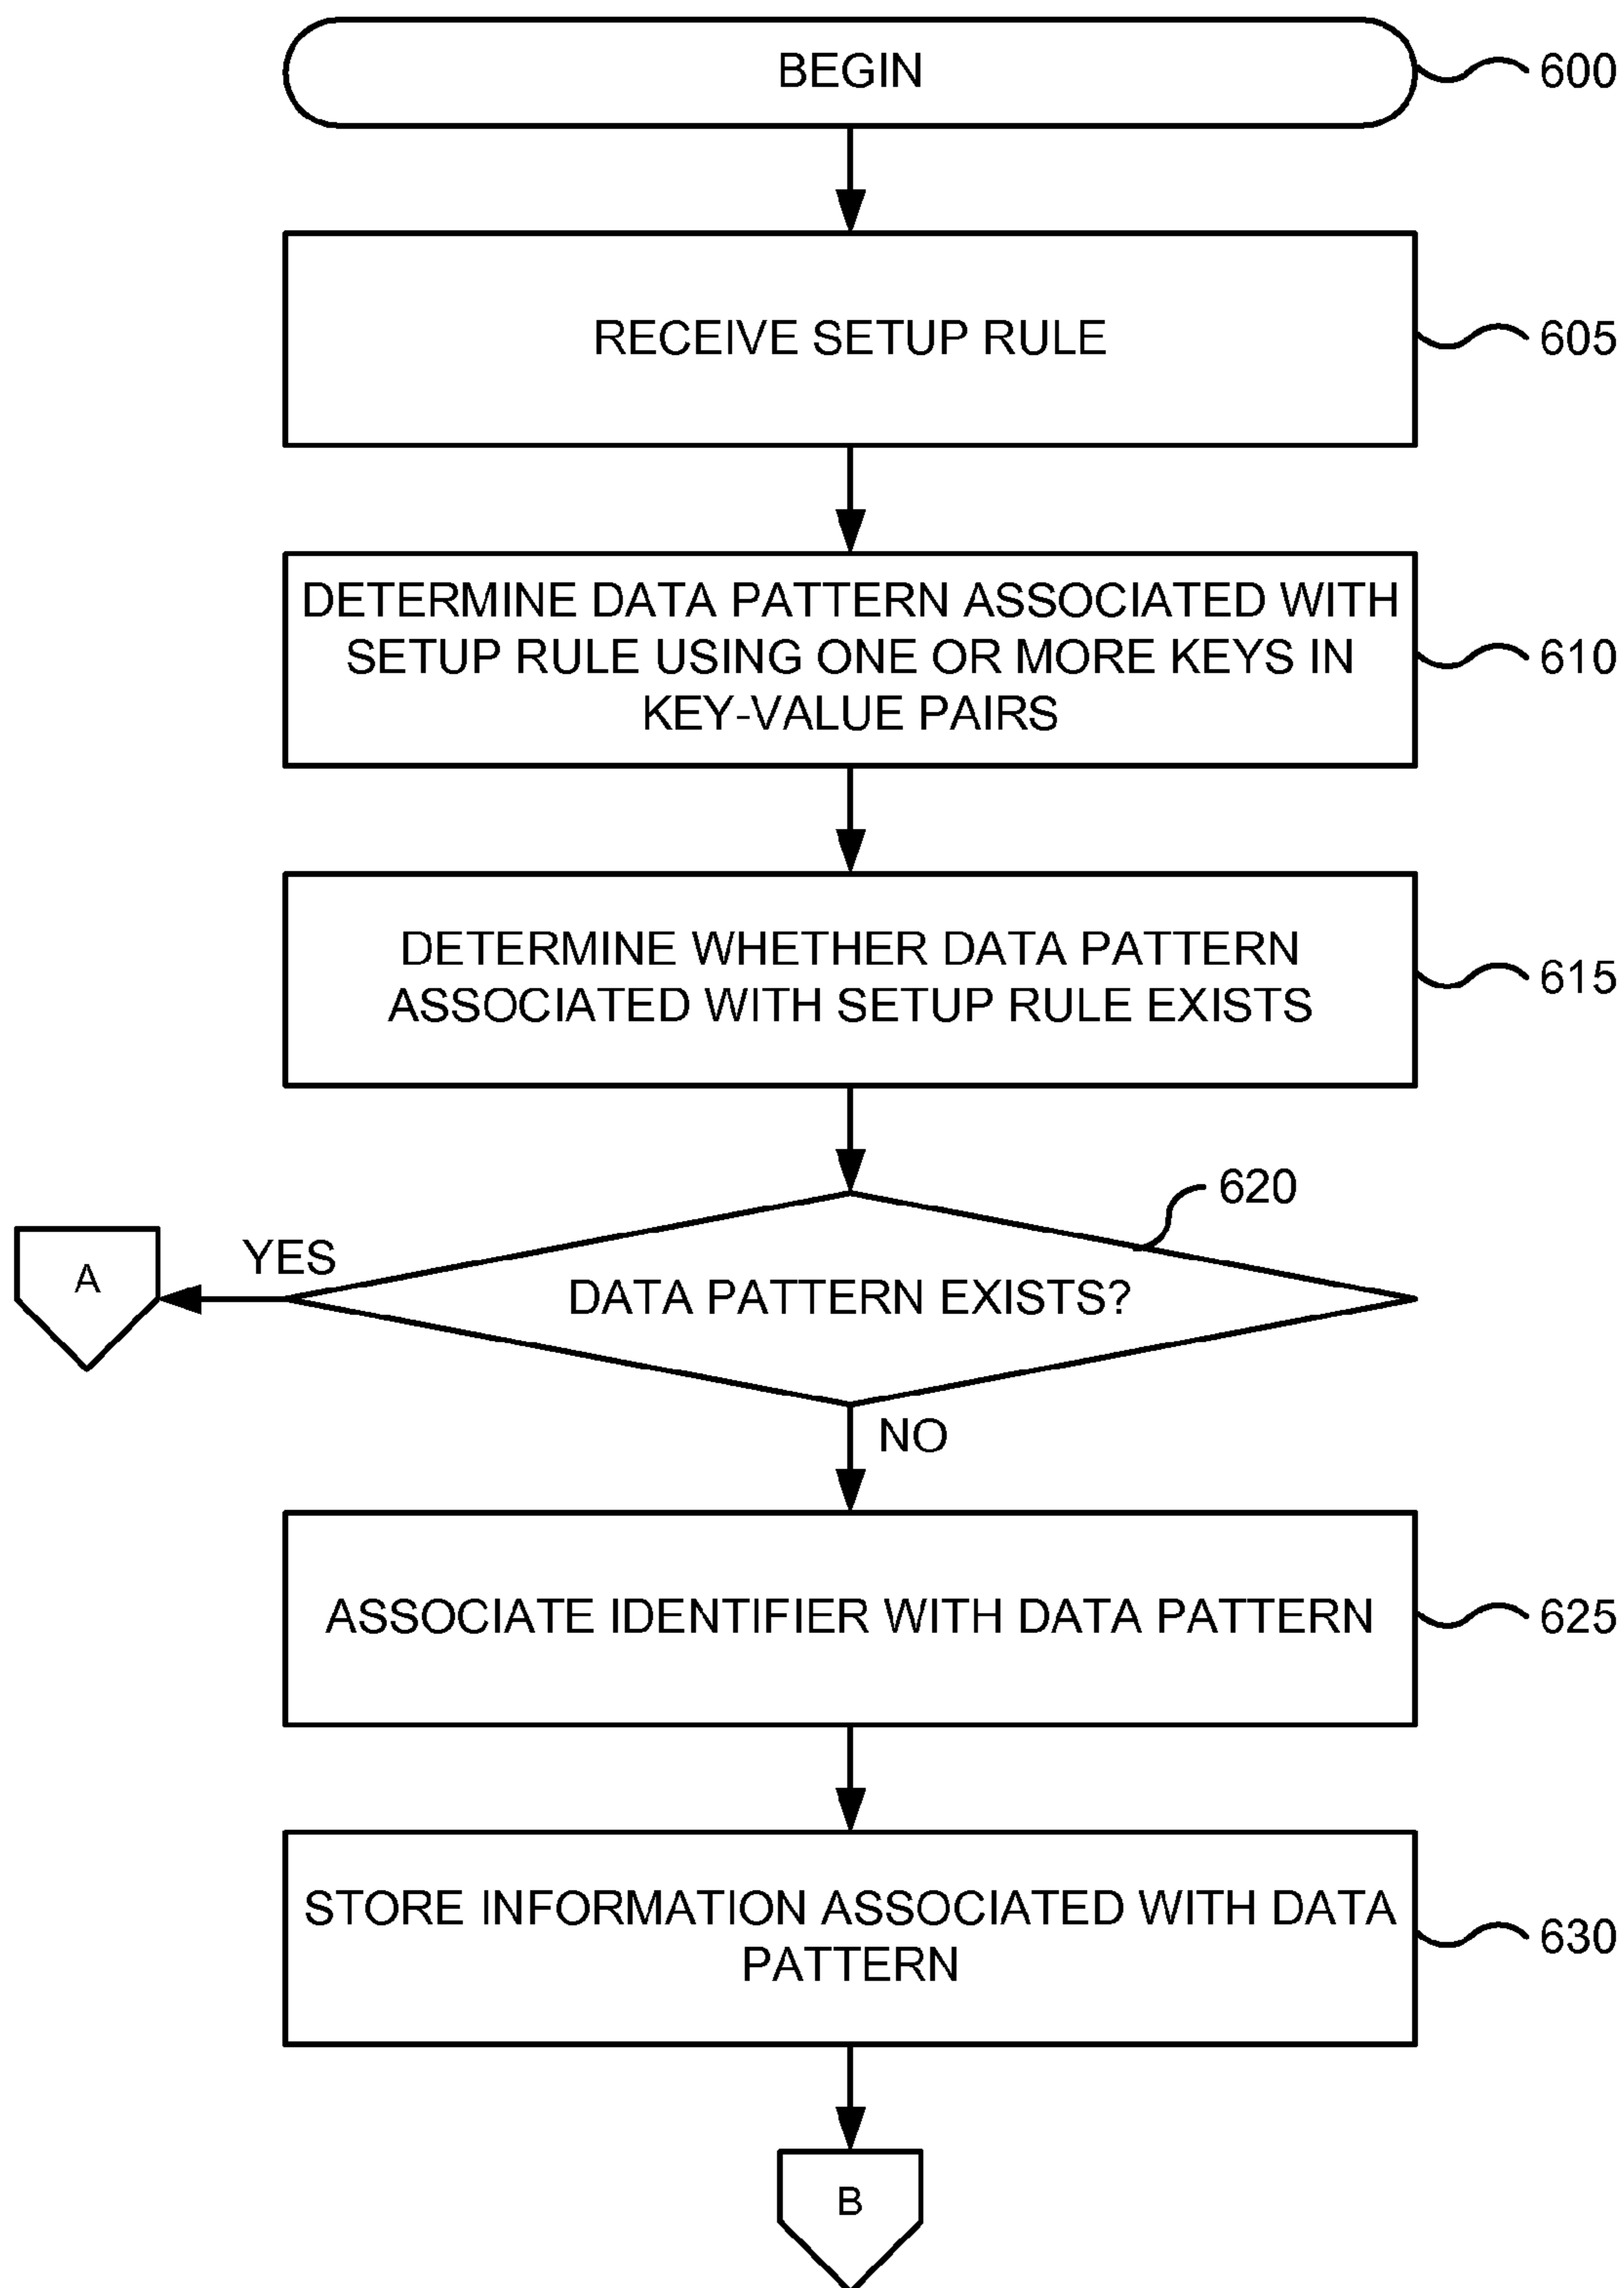 BEGIN
600
RECEIVE SETUP RULE
605
DETERMINE DATA PATTERN ASSOCIATED WITH
SETUP RULE USING ONE OR MORE KEYS IN
KEY-VALUE PAIRS
610
DETERMINE WHETHER DATA PATTERN
ASSOCIATED WITH SETUP RULE EXISTS
615
620
A
YES
DATA PATTERN EXISTS?
NO
ASSOCIATE IDENTIFIER WITH DATA PATTERN
625
STORE INFORMATION ASSOCIATED WITH DATA
PATTERN
630
B